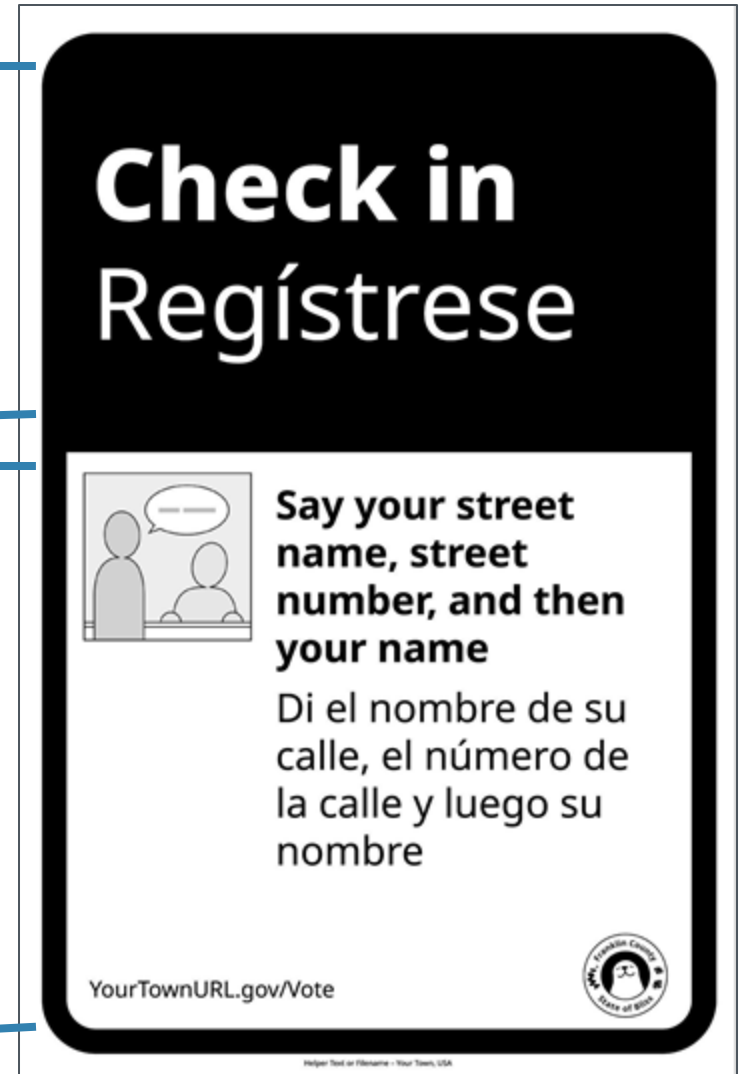 Check in
Regístrese
Say your street
name, street
number, and then
your name
Di el nombre de su
calle, el número de
la calle y luego su
nombre
YourTownURL.gov/Vote
Franklin County
State of Bliss
Helper Text or Filename – Your Town, USA